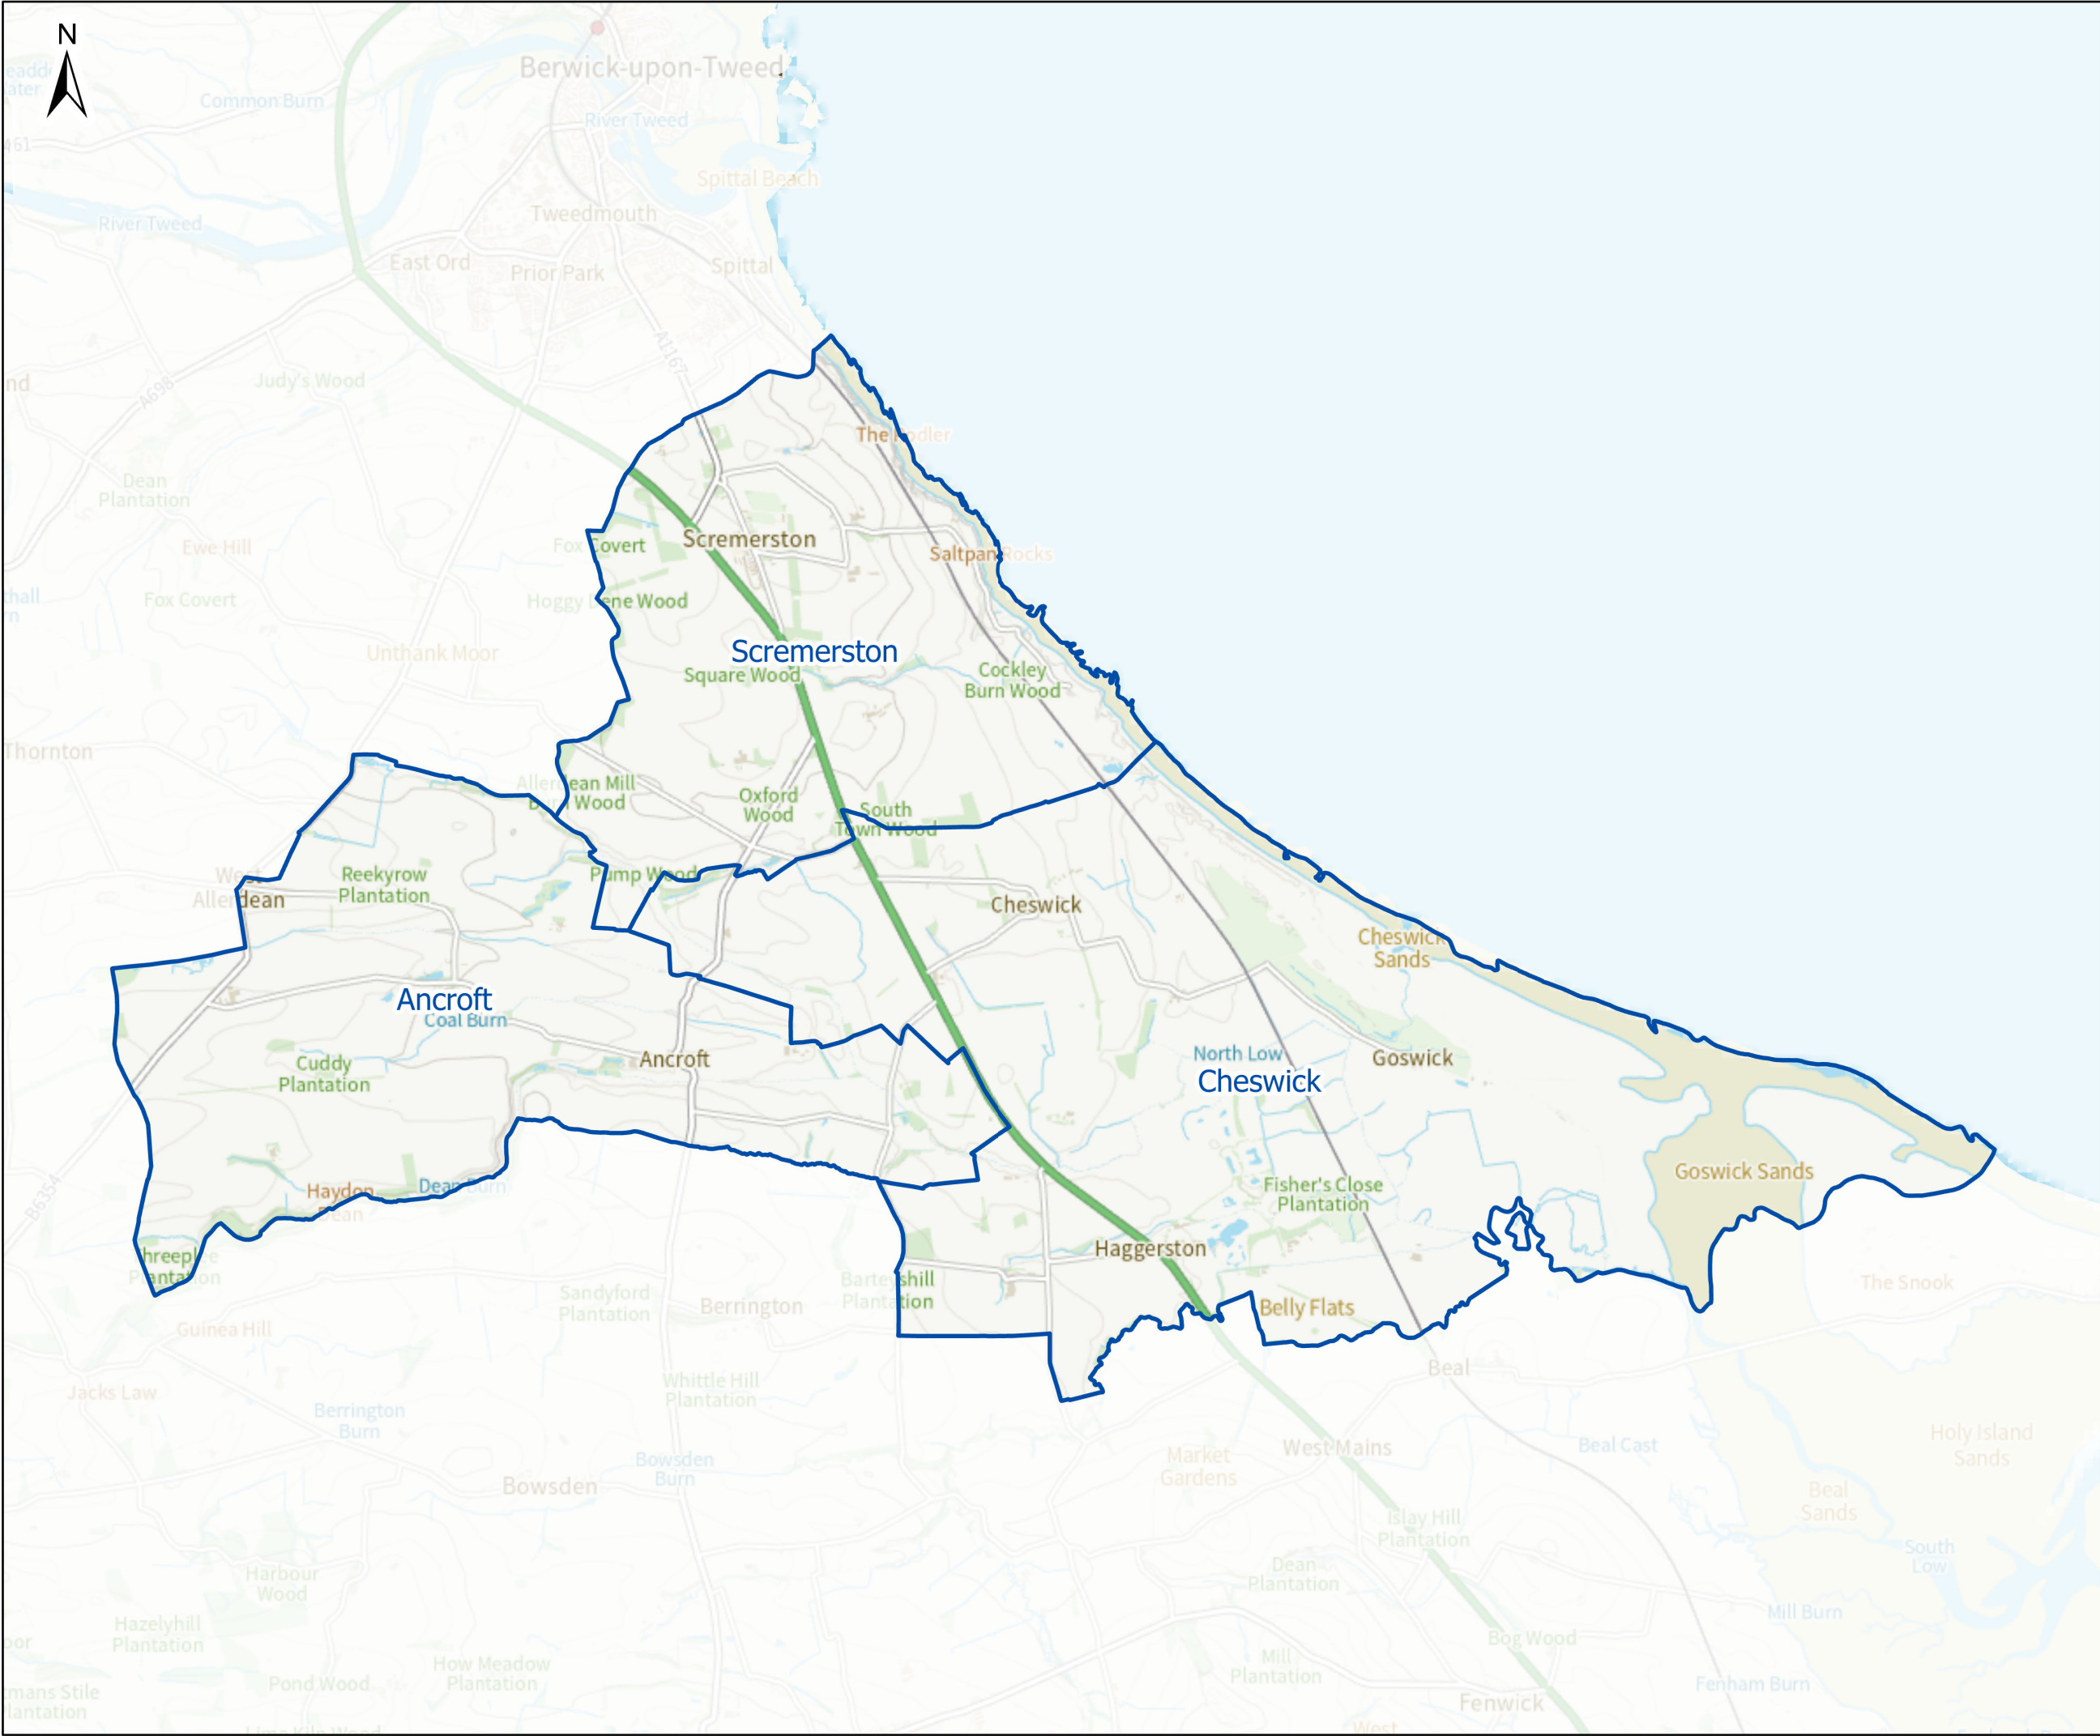 N
Berwick-upon-Tweed
Common Burn
River Tweed
Spittal Beach
River Tweed
Tweedmouth
East Ord
Prior Park
Spittal
A1167
A698
Judy's Wood
The
Dean
Plantation
Scremerston
Fox Covert
Ewe Hill
Saltpan Rocks
Fox Covert
Unthank Moor
Scremerston
Square Wood
Cockley
Burn Wood
Thornton
Oxford
Wood
South
Town Wood
Reekyrow
Plantation
Pump Wood
West
Allerdean
Cheswick
Cheswick
Sands
Ancroft
Coal Burn
Ancroft
North Low
Goswick
Cheswick
Cuddy
Plantation
Goswick Sands
Fisher's Close
Plantation
B6354
Haydon
Dean
Dean Burn
Haggerston
Plantation
Belly Flats
The Snook
Sandyford
Plantation
Berrington
Guinea Hill
Beal
Jacks Law
Whittle Hill
Plantation
Berrington
Burn
Holy Island
Sands
West Mains
Beal Cast
Market
Gardens
Bowsden
Burn
Bowsden
Beal
Sands
Islay Hill
Plantation
South
Low
Dean
Plantation
Harbour
Wood
Mill Burn
Hazelyhill
Plantation
Bog Wood
How Meadow
Plantation
Mill
Plantation
Pond Wood
Fenham Burn
Fenwick
West